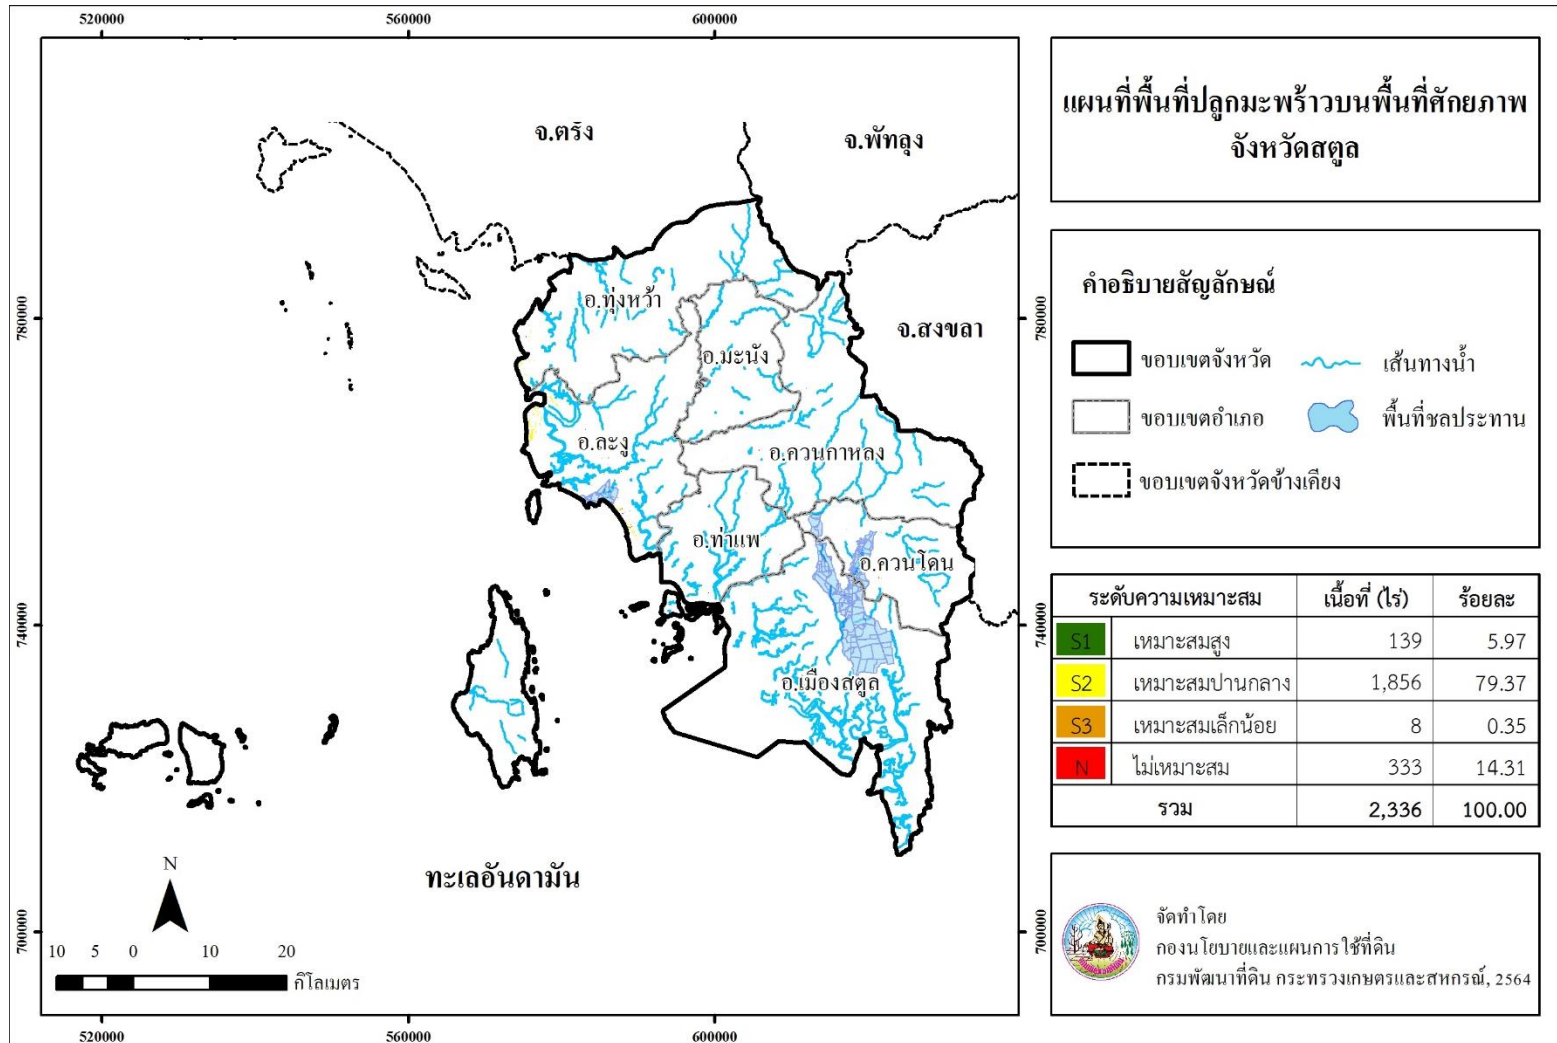 520000
560000
600000
จ.ตรัง
จ.พัทลุง
อ.ทุ่งหว้า
780000
780000
จ.สงขลา
อ.มะนัง
อ.ละงู
อ.ควนกาหลง
อ.ท่าแพ
อ.ควนโดน
740000
740000
อ.เมืองสตูล
ทะเลอันดามัน
N
700000
700000
10 5 0 10 20
กิโลเมตร
520000
560000
600000
แผนที่พื้นที่ปลูกมะพร้าวบนพื้นที่ศักยภาพ
จังหวัดสตูล
คำอธิบายสัญลักษณ์
ขอบเขตจังหวัด เส้นทางน้ำ
ขอบเขตอำเภอ พื้นที่ชลประทาน
ขอบเขตจังหวัดข้างเคียง
ระดับความเหมาะสม เนื้อที่ (ไร่) ร้อยละ
S1 เหมาะสมสูง 139 5.97
S2 เหมาะสมปานกลาง 1,856 79.37
S3 เหมาะสมเล็กน้อย 8 0.35
N ไม่เหมาะสม 333 14.31
รวม 2,336 100.00
จัดทำโดย
กองนโยบายและแผนการใช้ที่ดิน
กรมพัฒนาที่ดิน กระทรวงเกษตรและสหกรณ์, 2564